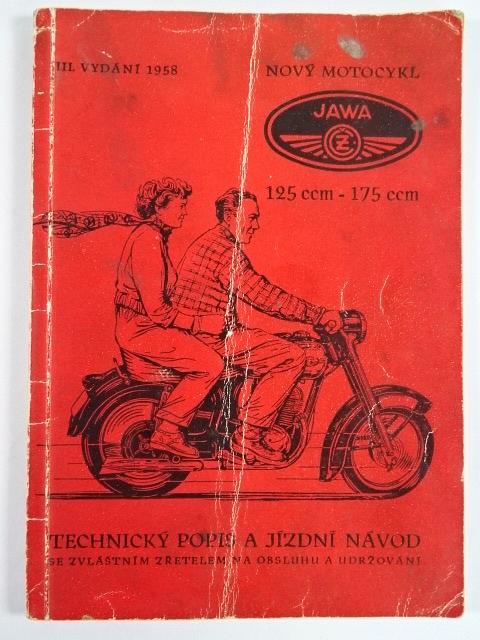 III. VYDÁNÍ 1958
NOVÝ MOTOCYKL
JAWA
ČZ
125 ccm - 175 ccm
TECHNICKÝ POPIS A JÍZDNÍ NÁVOD
SE ZVLÁŠTNÍM ZŘETELEM NA OBSLUHU A UDRŽOVÁNÍ